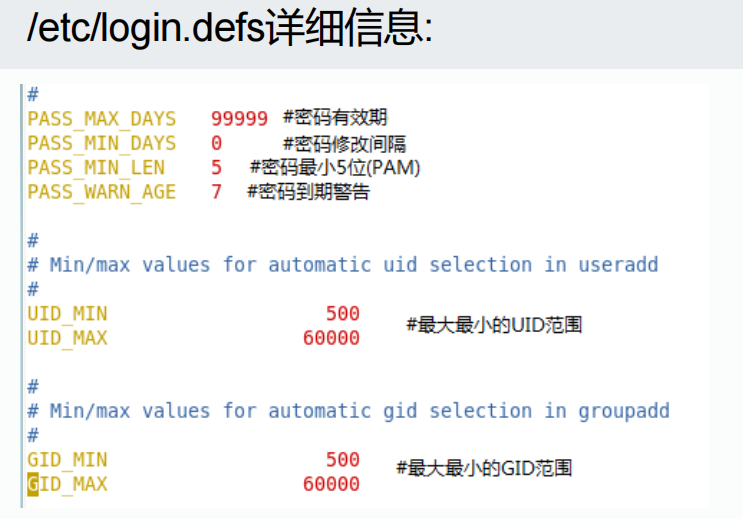 /etc/login.defs详细信息:
#
PASS_MAX_DAYS 99999 #密码有效期
PASS_MIN_DAYS 0 #密码修改间隔
PASS_MIN_LEN 5 #密码最小5位(PAM)
PASS_WARN_AGE 7 #密码到期警告
#
# Min/max values for automatic uid selection in useradd
#
UID_MIN 500
#最大最小的UID范围
UID_MAX 60000
#
# Min/max values for automatic gid selection in groupadd
#
GID_MIN 500
#最大最小的GID范围
GID_MAX 60000